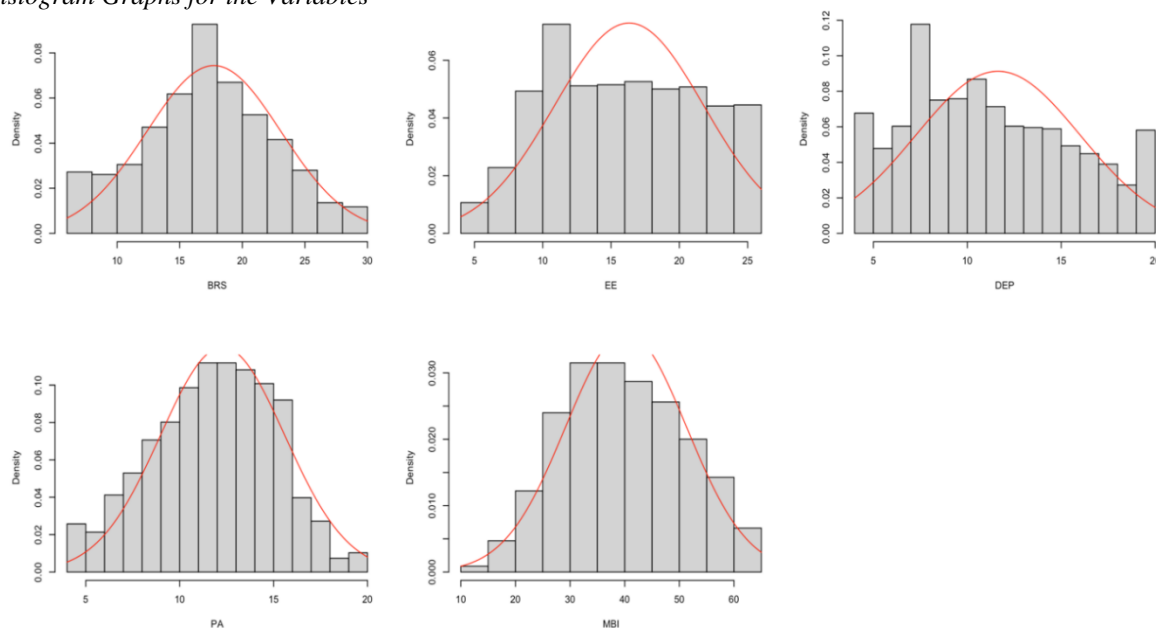 istogram Graphs for the Variables
Density
0.00 0.02 0.04 0.06 0.08
10 15 20 25 30
BRS
Density
0.00 0.02 0.04 0.06
5 10 15 20 25
EE
Density
0.00 0.02 0.04 0.06 0.08 0.10 0.12
5 10 15 20
DEP
Density
0.00 0.02 0.04 0.06 0.08 0.10
5 10 15 20
PA
Density
0.000 0.010 0.020 0.030
10 20 30 40 50 60
MBI